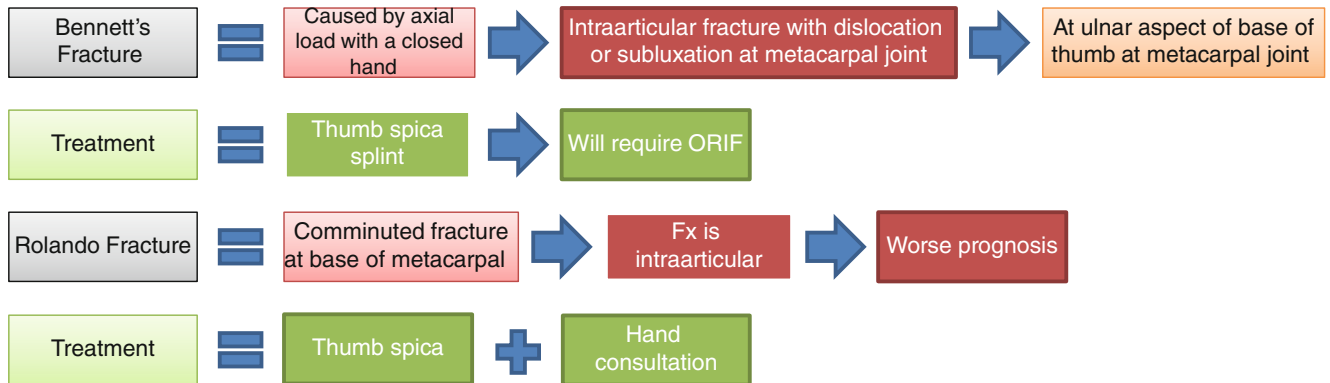 Bennett's
Fracture
Caused by axial
load with a closed
hand
Intraarticular fracture with dislocation
or subluxation at metacarpal joint
At ulnar aspect of base of
thumb at metacarpal joint
Treatment
Thumb spica
splint
Will require ORIF
Rolando Fracture
Comminuted fracture
at base of metacarpal
Fx is
intraarticular
Worse prognosis
Treatment
Thumb spica
Hand
consultation